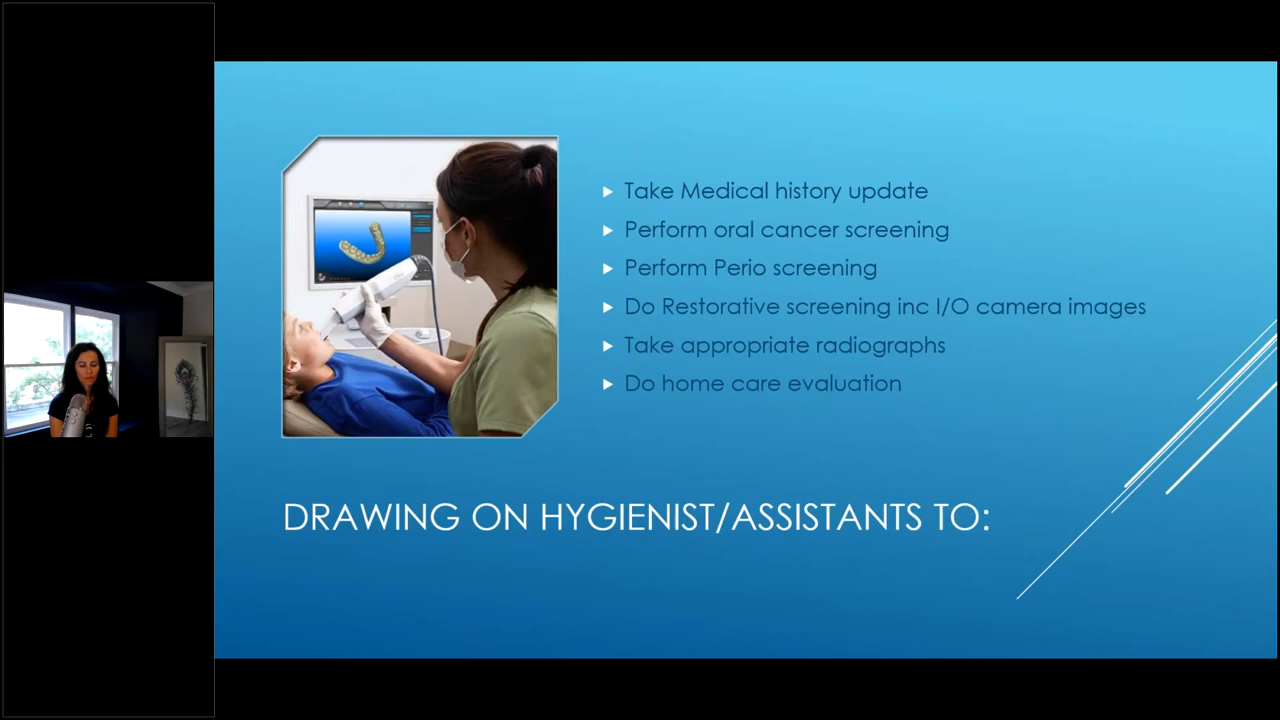 Take Medical history update
Perform oral cancer screening
Perform Perio screening
Do Restorative screening inc I/O camera images
Take appropriate radiographs
Do home care evaluation
DRAWING ON HYGIENIST/ASSISTANTS TO: